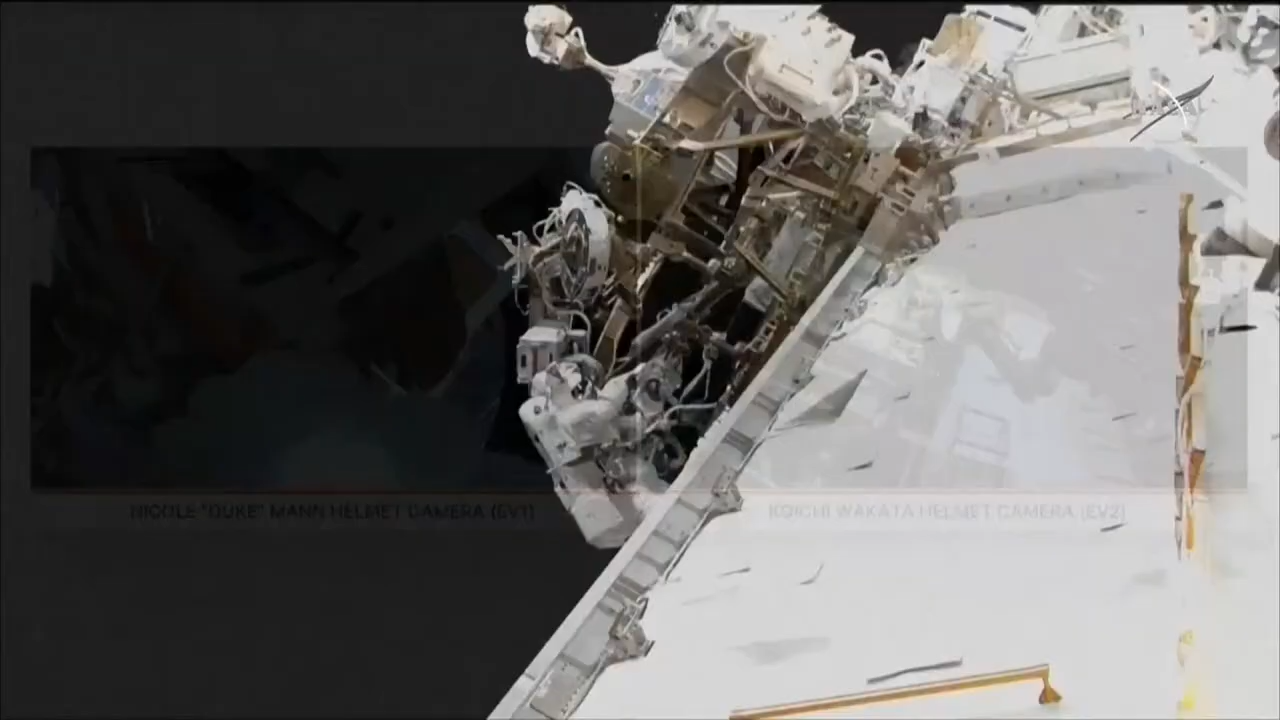 NICOLE "DUKE" MANN HELMET CAMERA (EV1)
KOICHI WAKATA HELMET CAMERA (EV2)